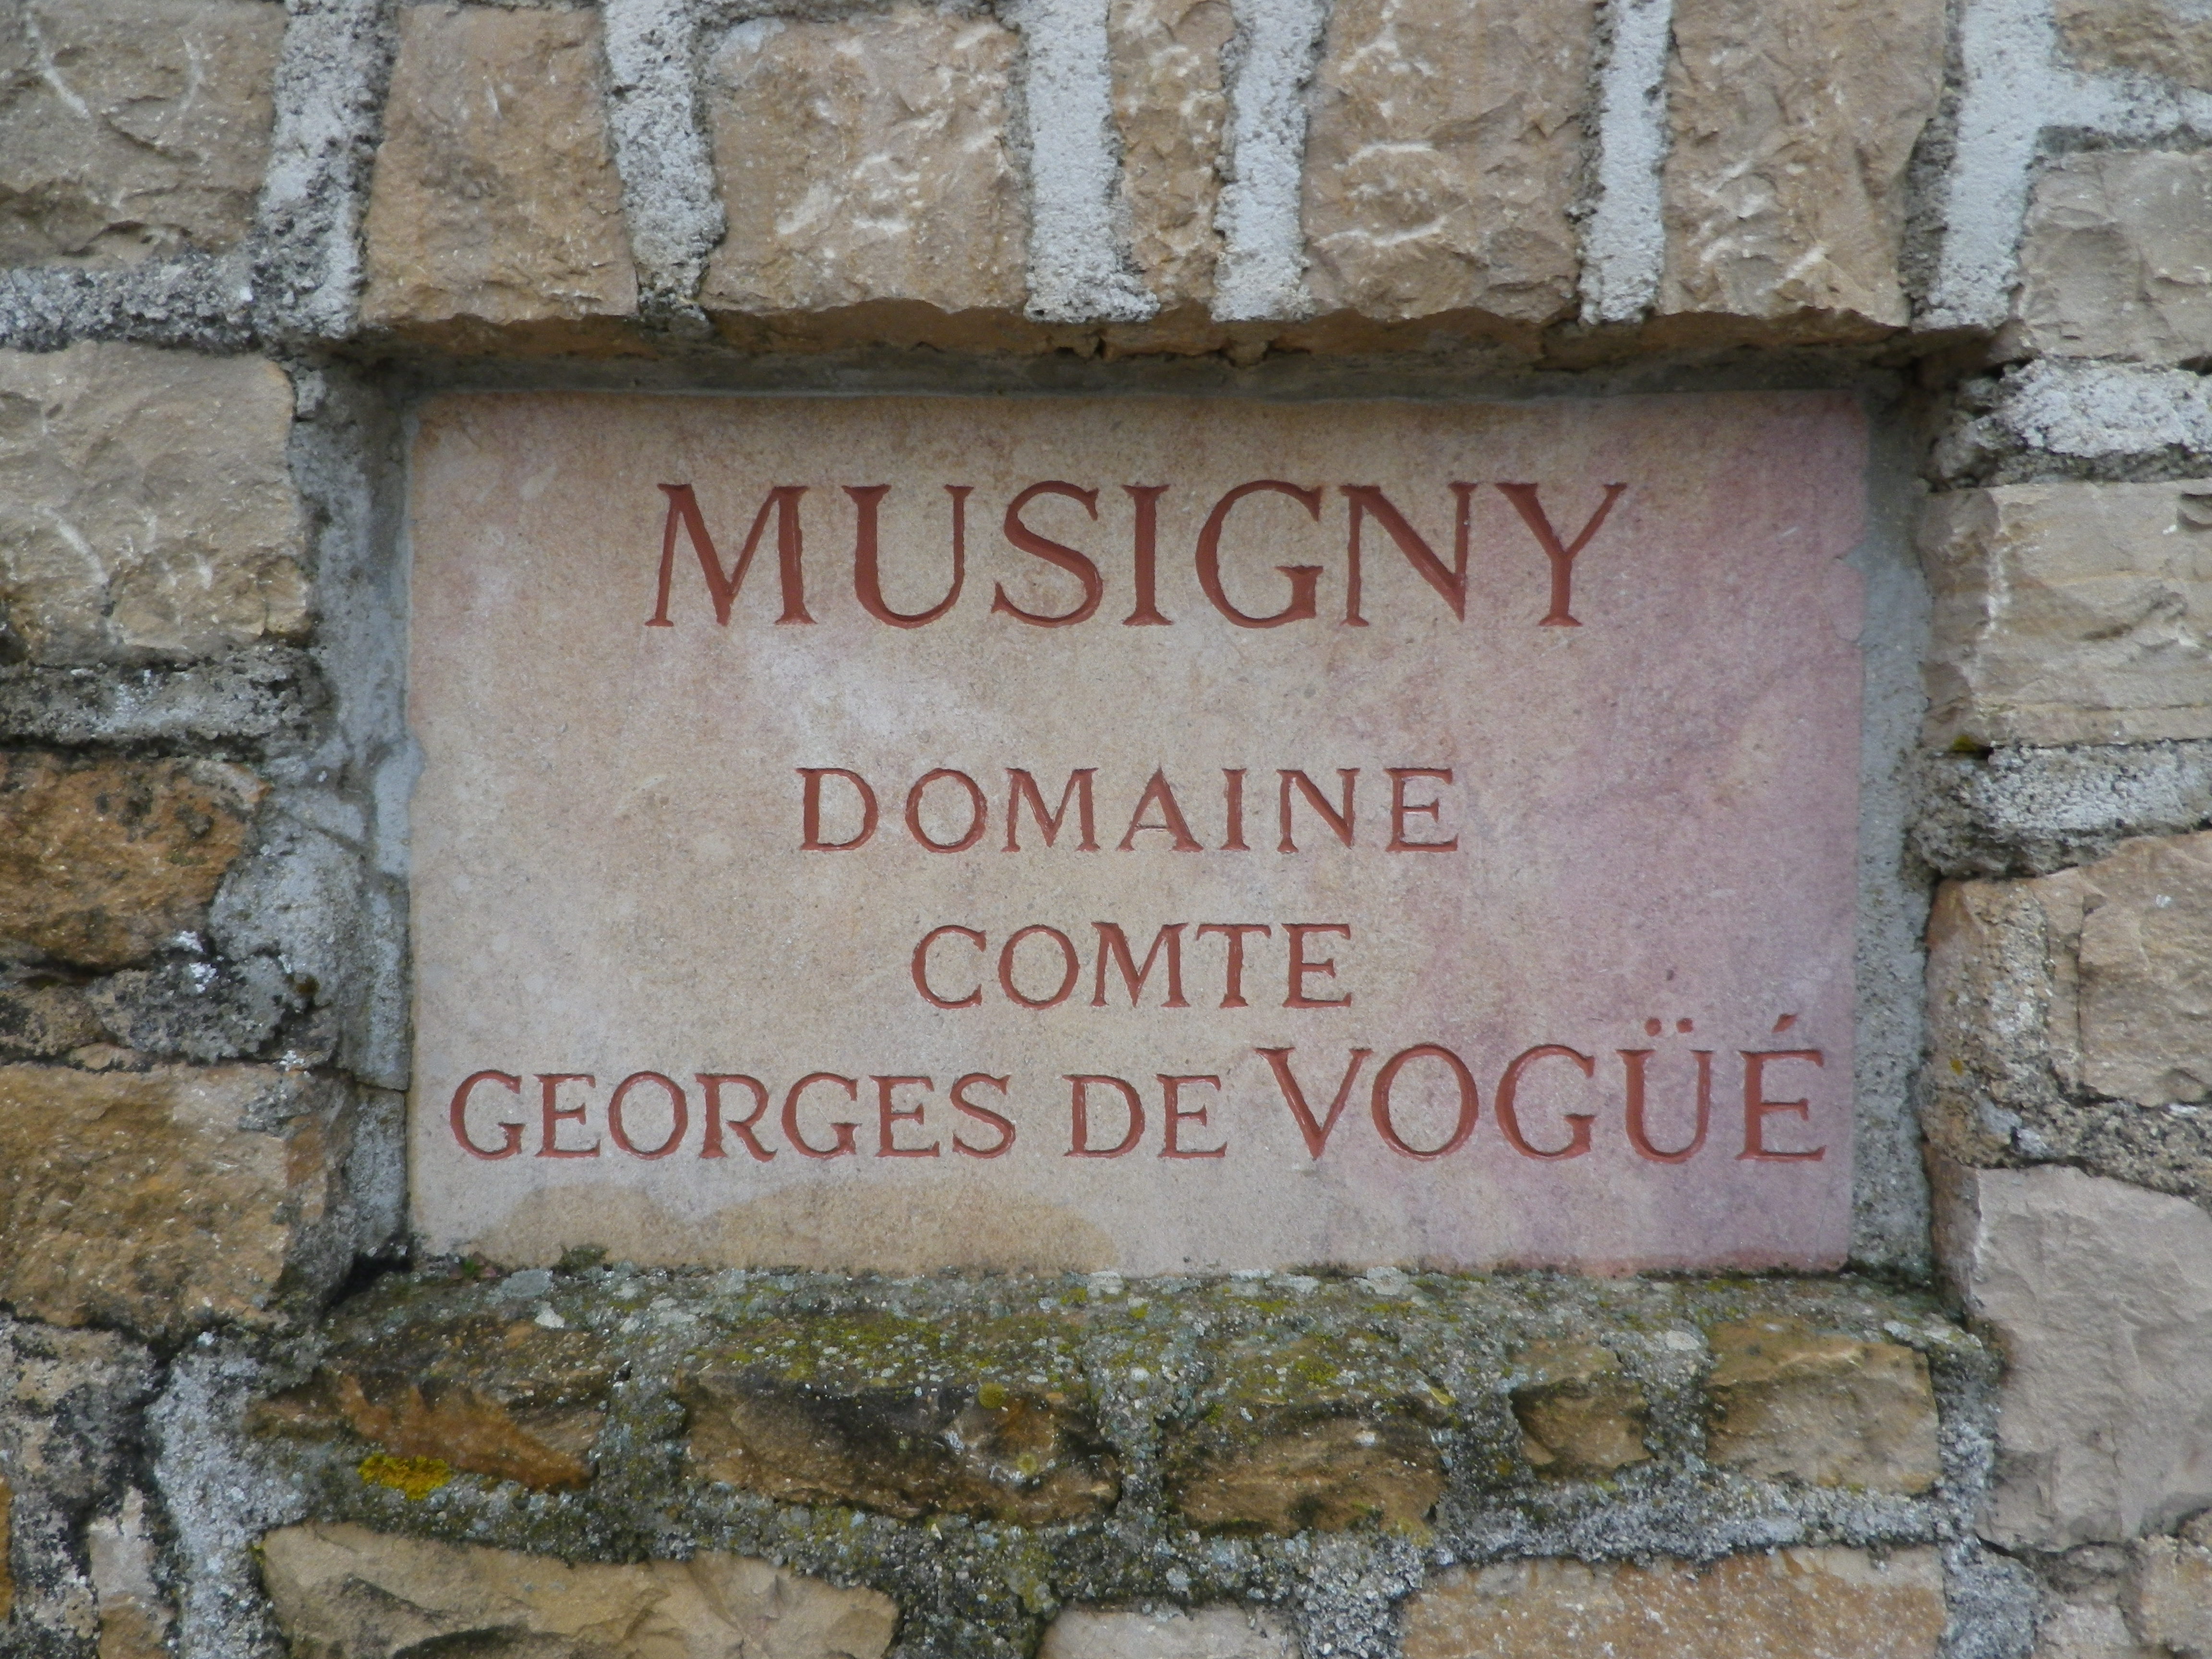 MUSIGNY
DOMAINE
COMTE
GEORGES DE VOGÜÉ